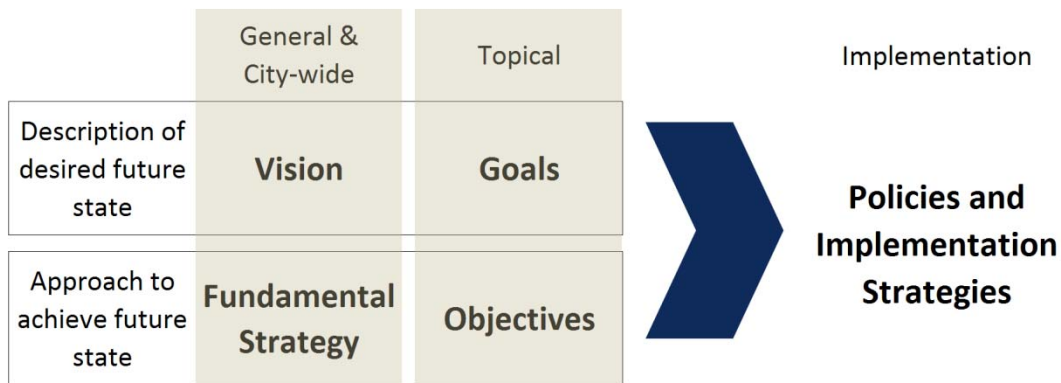 General &
City-wide
Topical
Implementation
Description of
desired future
state
Vision
Goals
Approach to
achieve future
state
Fundamental
Strategy
Objectives
Policies and
Implementation
Strategies